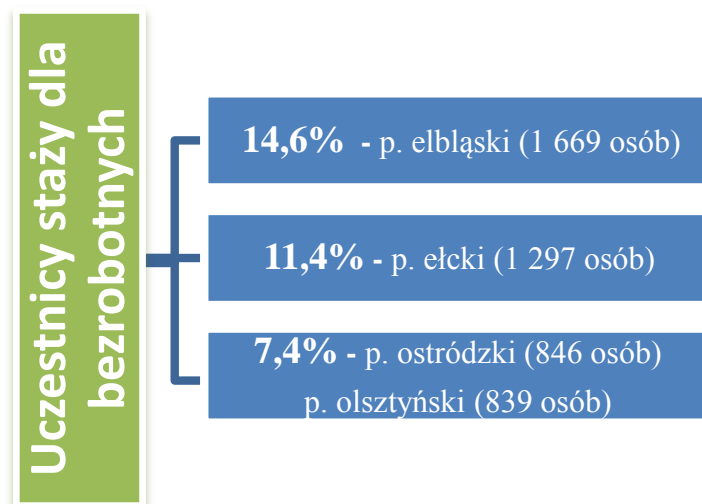 Uczestnicy staży dla
bezrobotnych
14,6% - p. elbląski (1 669 osób)
11,4% - p. ełcki (1 297 osób)
7,4% - p. ostródzki (846 osób)
p. olsztyński (839 osób)